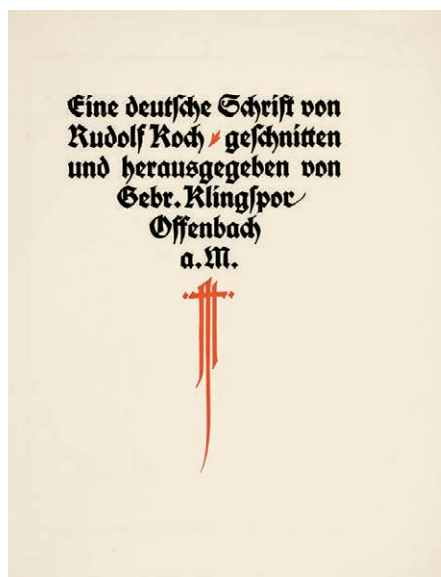 Eine deutsche Schrift von
Rudolf Koch geschnitten
und herausgegeben von
Gebr. Klingspor
Offenbach
a. M.